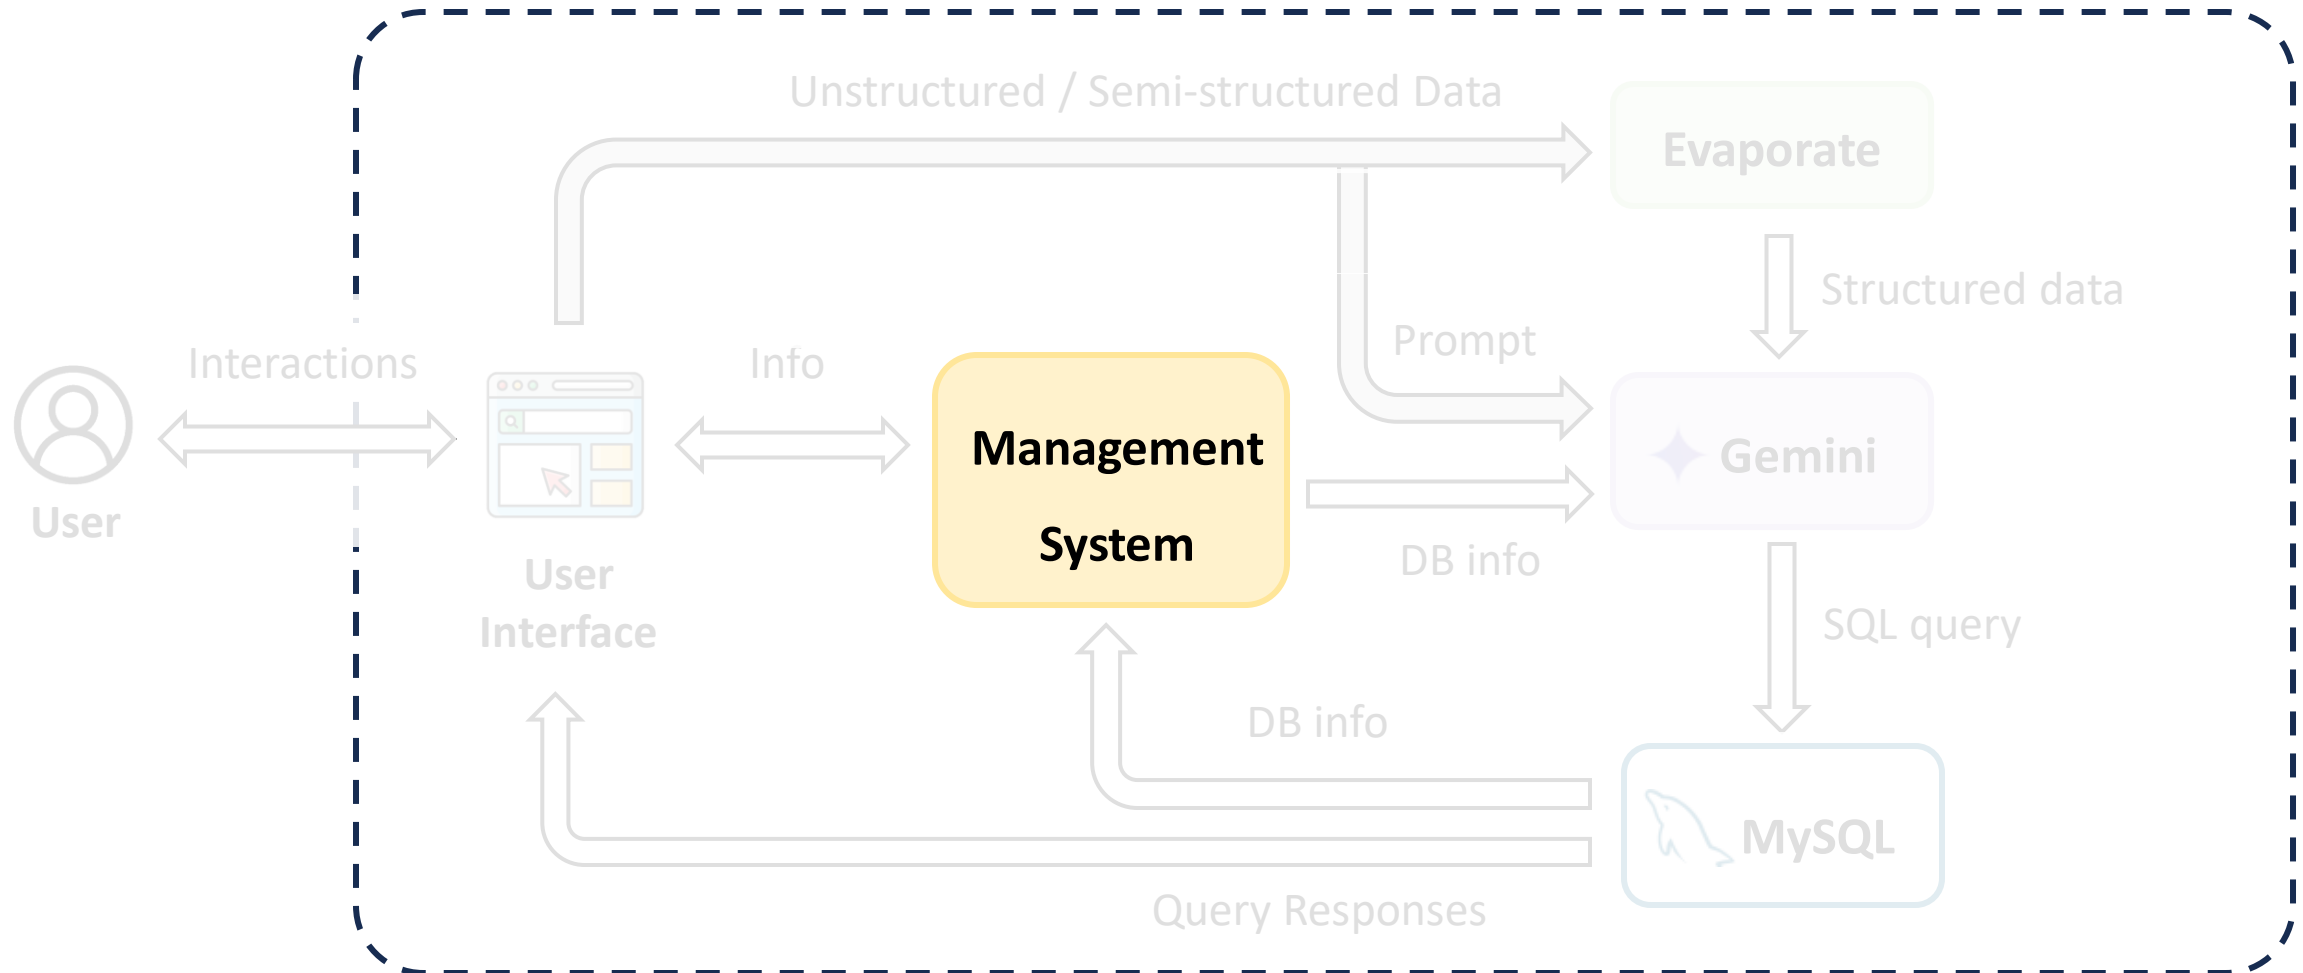 Unstructured / Semi-structured Data
Evaporate
Structured data
Interactions
Info
Prompt
Management
System
Gemini
User
User
Interface
DB info
SQL query
DB info
MySQL
Query Responses